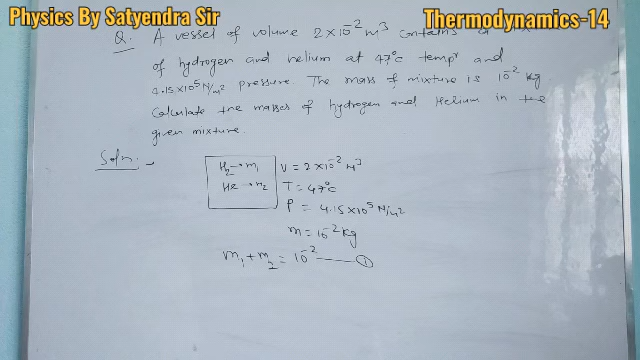 Physics By Satyendra Sir
Thermodynamics-14
Q. A vessel of volume 2×10⁻² m³ contains a
of hydrogen and helium at 47°c tempr and
4.15×10⁵ N/m² pressure. The mass of mixture is 10⁻² kg
Calculate the masses of hydrogen and Helium in the
given mixture.
Soln. -
H₂ → m₁
He → m₂
V = 2×10⁻² M³
T = 47°c
P = 4.15×10⁵ N/m²
m = 10⁻² kg
m₁ + m₂ = 10⁻² — ①